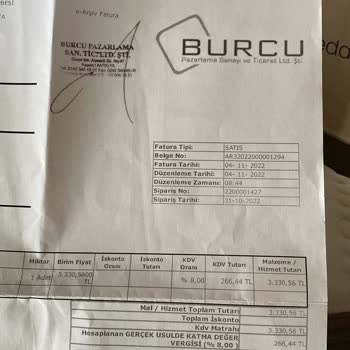 BESİ
YA
e-Arşiv Fatura
BURCU PAZARLAMA
SAN. TİC. LTD. ŞTİ.
BURCU
Pazarlama Sanayi ve Ticaret Ltd. Şti.
Fatura Tipi: SATIS
Belge No: AR32022000001294
Fatura Tarihi: 04- 11- 2022
Düzenleme Tarihi: 04- 11- 2022
Düzenleme Zamanı: 08:44
Sipariş No: 2200001427
Sipariş Tarihi: 31-10-2022
Miktar Birim Fiyat İskonto Oranı İskonto Tutarı KDV Oranı KDV Tutarı Malzeme / Hizmet Tutarı
1 Adet 3.330,5600 TL % 8,00 266,44 TL 3.330,56 TL
Mal / Hizmet Toplam Tutarı 3.330,56 TL
Toplam İskonto
Kdv Matrahı 3.330,56 TL
Hesaplanan GERÇEK USULDE KATMA DEĞER VERGİSİ (% 8,00 ) 266,44 TL